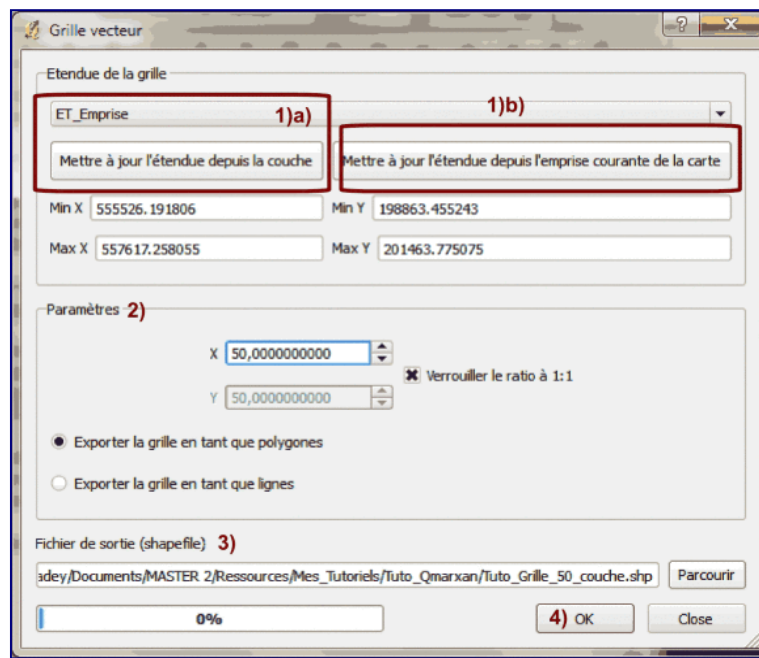 Grille vecteur
Etendue de la grille
ET_Emprise
1)a)
1)b)
Mettre à jour l'étendue depuis la couche
Mettre à jour l'étendue depuis l'emprise courante de la carte
Min X 555526.191806 Min Y 198863.455243
Max X 557617.258055 Max Y 201463.775075
Paramètres 2)
X 50,0000000000
Verrouiller le ratio à 1:1
Y 50,0000000000
Exporter la grille en tant que polygones
Exporter la grille en tant que lignes
Fichier de sortie (shapefile) 3)
adey/Documents/MASTER 2/Ressources/Mes_Tutoriels/Tuto_Qmarxan/Tuto_Grille_50_couche.shp Parcourir
0% 4) OK Close